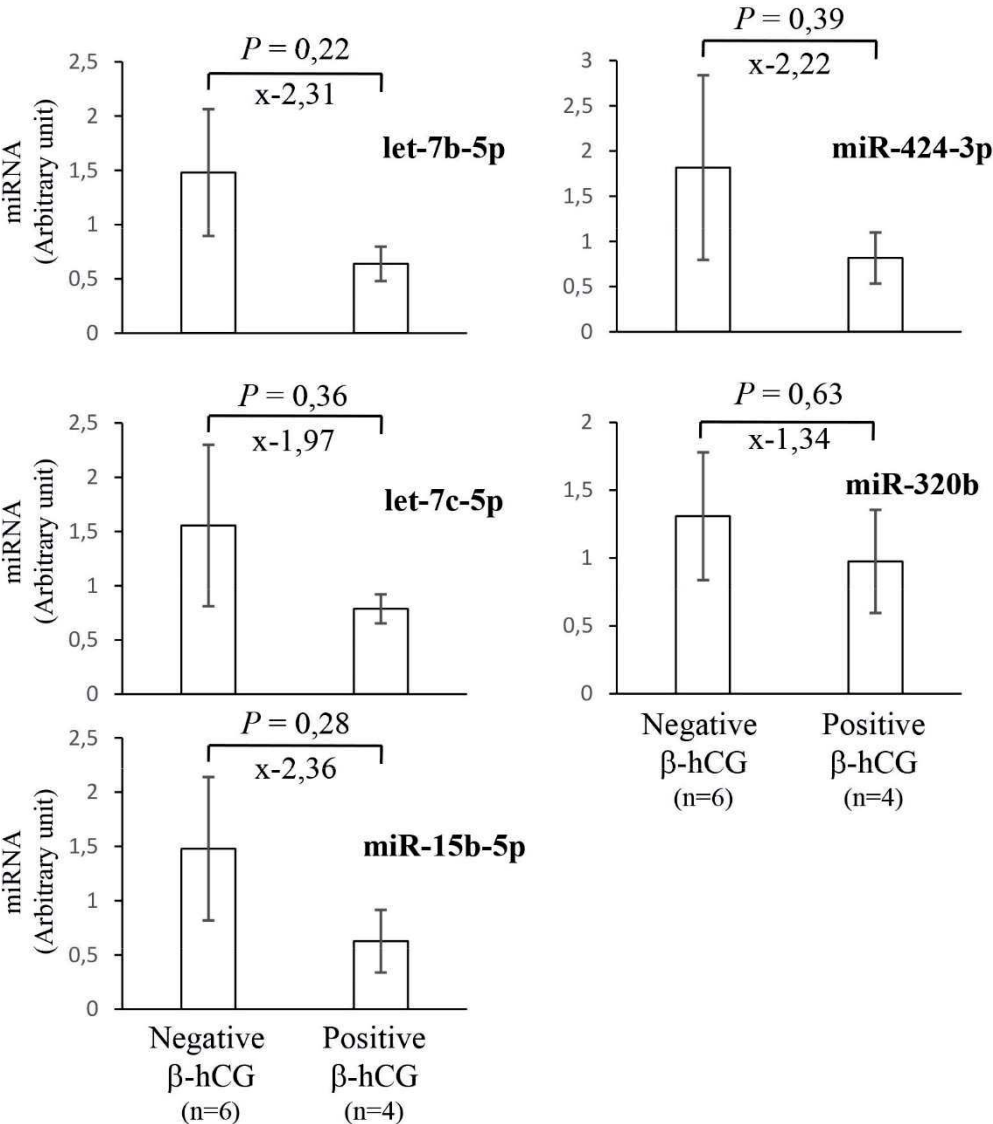 P = 0,22
x-2,31
let-7b-5p
miRNA
(Arbitrary unit)
2,5
2
1,5
1
0,5
0
P = 0,39
x-2,22
miR-424-3p
3
2,5
2
1,5
1
0,5
0
P = 0,36
x-1,97
let-7c-5p
miRNA
(Arbitrary unit)
2,5
2
1,5
1
0,5
0
P = 0,63
x-1,34
miR-320b
2
1,5
1
0,5
0
Negative
β-hCG
(n=6)
Positive
β-hCG
(n=4)
P = 0,28
x-2,36
miR-15b-5p
miRNA
(Arbitrary unit)
2,5
2
1,5
1
0,5
0
Negative
β-hCG
(n=6)
Positive
β-hCG
(n=4)